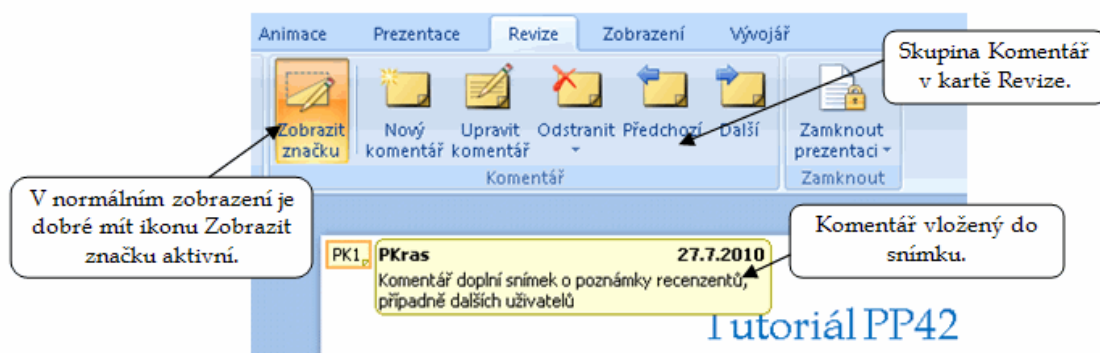 Animace Prezentace Revize Zobrazení Vývojář
Skupina Komentář
v kartě Revize.
Zobrazit
značku
Nový
komentář
Upravit
komentář
Odstranit
Předchozí
Další
Zamknout
prezentaci
Komentář
Zamknout
V normálním zobrazení je
dobré mít ikonu Zobrazit
značku aktivní.
Komentář vložený do
snímku.
PK1
PKras 27.7.2010
Komentář doplní snímek o poznámky recenzentů,
případně dalších uživatelů
Tutoriál PP42